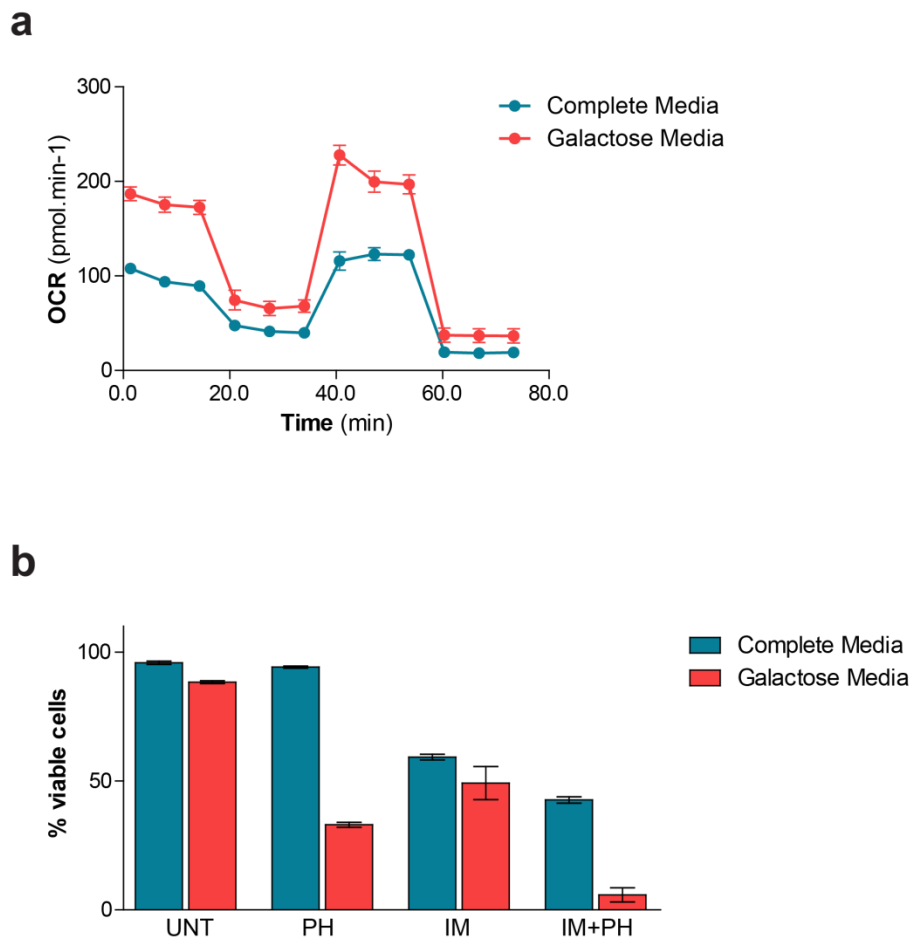 a
300
200
100
0
OCR (pmol.min-1)
0.0 20.0 40.0 60.0 80.0
Time (min)
Complete Media
Galactose Media
b
100
50
0
% viable cells
UNT PH IM IM+PH
Complete Media
Galactose Media